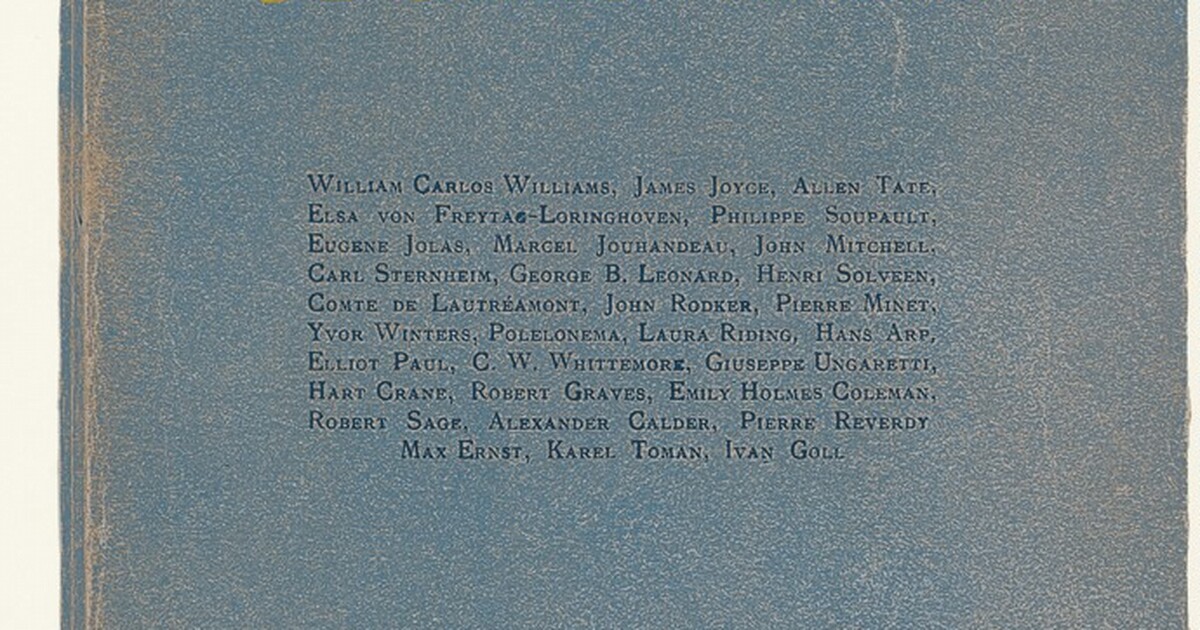 WILLIAM CARLOS WILLIAMS, JAMES JOYCE, ALLEN TATE,
ELSA VON FREYTAG-LORINGHOVEN, PHILIPPE SOUPAULT,
EUGENE JOLAS, MARCEL JOUHANDEAU, JOHN MITCHELL,
CARL STERNHEIM, GEORGE B. LEONARD, HENRI SOLVEEN,
COMTE DE LAUTRÉAMONT, JOHN RODKER, PIERRE MINET,
YVOR WINTERS, POLELONEMA, LAURA RIDING, HANS ARP,
ELLIOT PAUL, C. W. WHITTEMORE, GIUSEPPE UNGARETTI,
HART CRANE, ROBERT GRAVES, EMILY HOLMES COLEMAN,
ROBERT SAGE, ALEXANDER CALDER, PIERRE REVERDY
MAX ERNST, KAREL TOMAN, IVAN GOLL